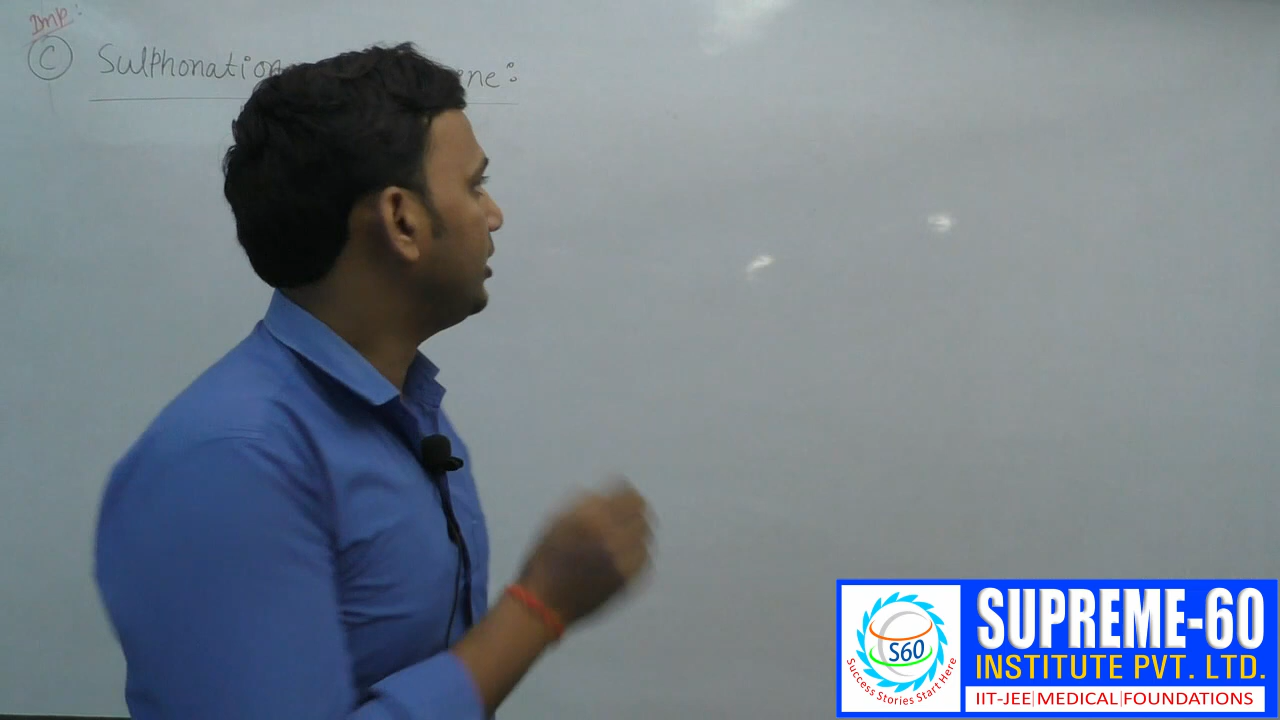 Imp:
C Sulphonation ene:
S60
Success Stories Start Here
SUPREME-60
INSTITUTE PVT. LTD.
IIT-JEE|MEDICAL|FOUNDATIONS